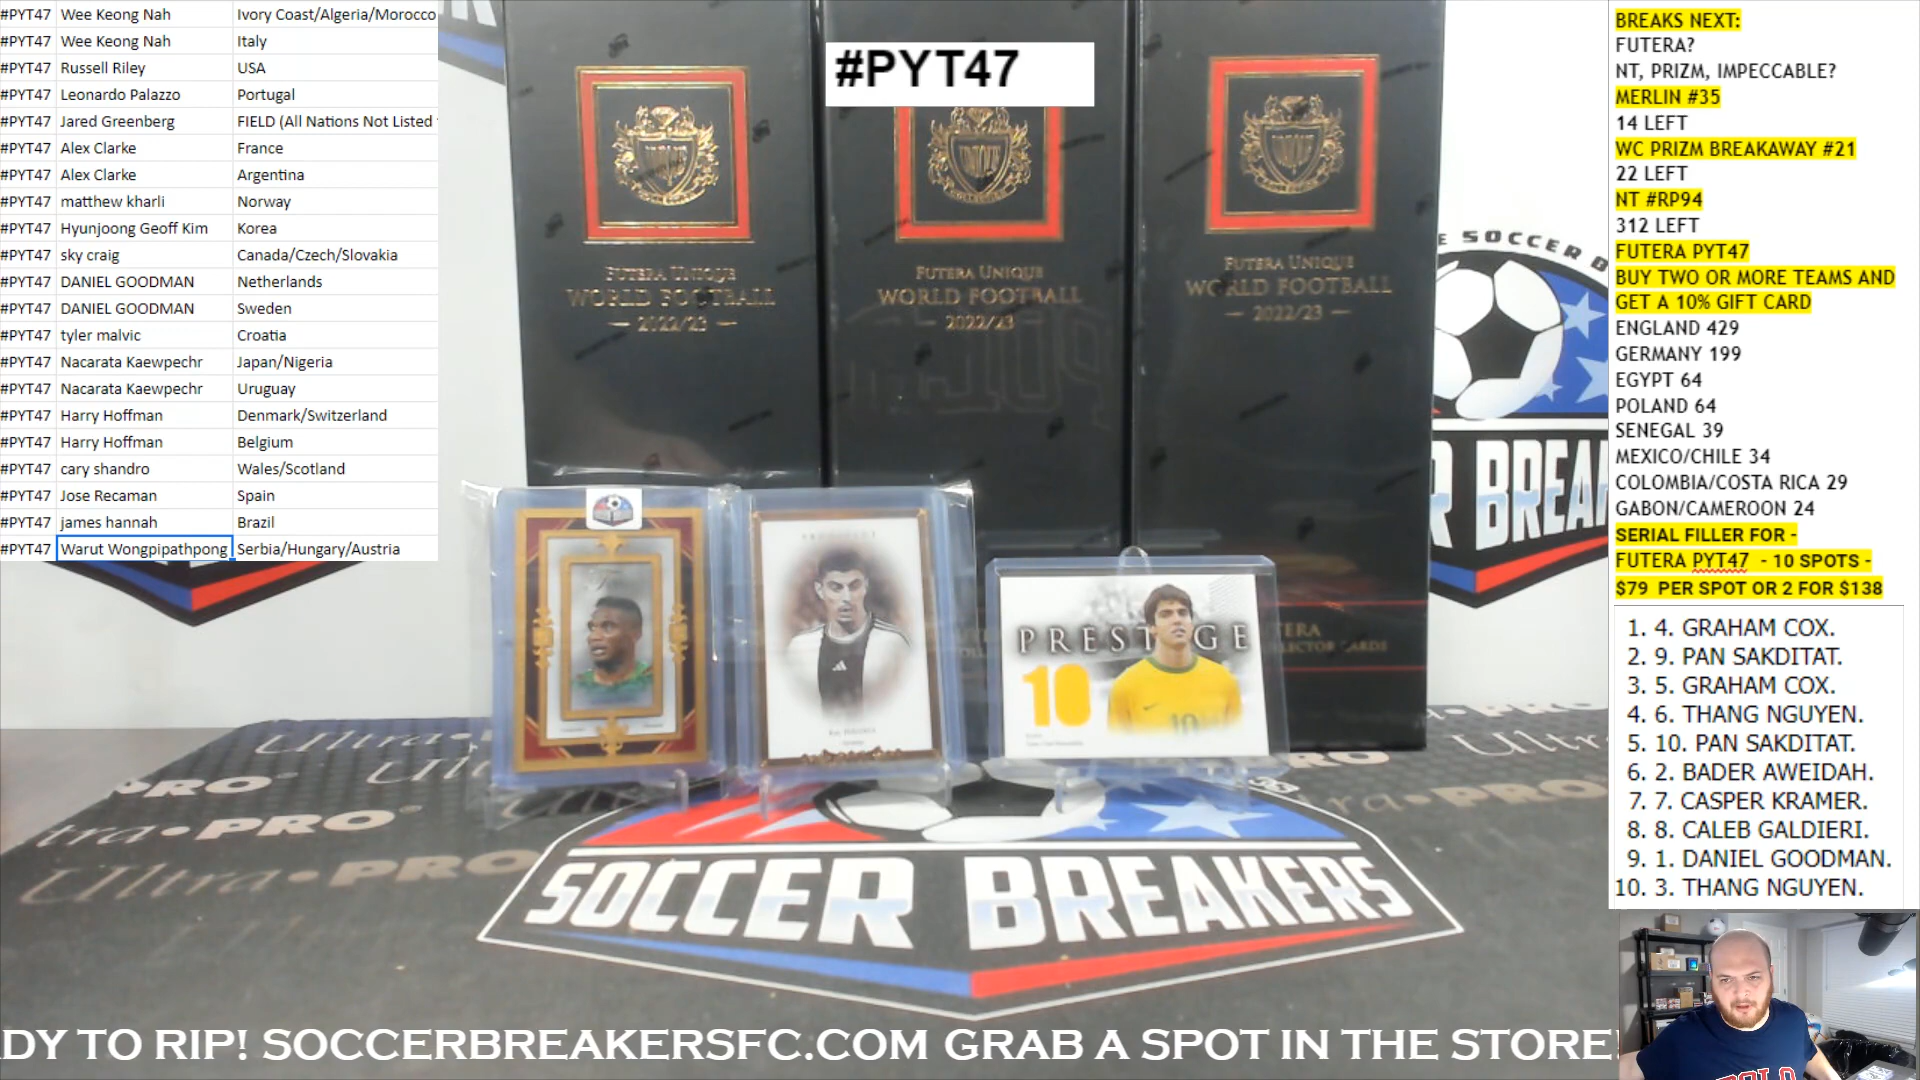 #PYT47 Wee Keong Nah Ivory Coast/Algeria/Morocco
#PYT47 Wee Keong Nah Italy
#PYT47 Russell Riley USA
#PYT47 Leonardo Palazzo Portugal
#PYT47 Jared Greenberg FIELD (All Nations Not Listed
#PYT47 Alex Clarke France
#PYT47 Alex Clarke Argentina
#PYT47 matthew kharli Norway
#PYT47 Hyunjoong Geoff Kim Korea
#PYT47 sky craig Canada/Czech/Slovakia
#PYT47 DANIEL GOODMAN Netherlands
#PYT47 DANIEL GOODMAN Sweden
#PYT47 tyler malvic Croatia
#PYT47 Nacarata Kaewpechr Japan/Nigeria
#PYT47 Nacarata Kaewpechr Uruguay
#PYT47 Harry Hoffman Denmark/Switzerland
#PYT47 Harry Hoffman Belgium
#PYT47 cary shandro Wales/Scotland
#PYT47 Jose Recaman Spain
#PYT47 james hannah Brazil
#PYT47 Warut Wongpipathpong Serbia/Hungary/Austria
#PYT47
UNIQUE
FUTERA UNIQUE
WORLD FOOTBALL
— 2022/23 —
UNIQUE
FUTERA UNIQUE
WORLD FOOTBALL
2022/23
UNIQUE
FUTERA UNIQUE
WORLD FOOTBALL
— 2022/23 —
PRESTIGE
10
E SOCCER B
R BREA
Ultra PRO
SOCCER BREAKERS
BREAKS NEXT:
FUTERA?
NT, PRIZM, IMPECCABLE?
MERLIN #35
14 LEFT
WC PRIZM BREAKAWAY #21
22 LEFT
NT #RP94
312 LEFT
FUTERA PYT47
BUY TWO OR MORE TEAMS AND
GET A 10% GIFT CARD
ENGLAND 429
GERMANY 199
EGYPT 64
POLAND 64
SENEGAL 39
MEXICO/CHILE 34
COLOMBIA/COSTA RICA 29
GABON/CAMEROON 24
SERIAL FILLER FOR -
FUTERA PYT47 - 10 SPOTS -
$79 PER SPOT OR 2 FOR $138
1. 4. GRAHAM COX.
2. 9. PAN SAKDITAT.
3. 5. GRAHAM COX.
4. 6. THANG NGUYEN.
5. 10. PAN SAKDITAT.
6. 2. BADER AWEIDAH.
7. 7. CASPER KRAMER.
8. 8. CALEB GALDIERI.
9. 1. DANIEL GOODMAN.
10. 3. THANG NGUYEN.
DY TO RIP! SOCCERBREAKERSFC.COM GRAB A SPOT IN THE STORE!